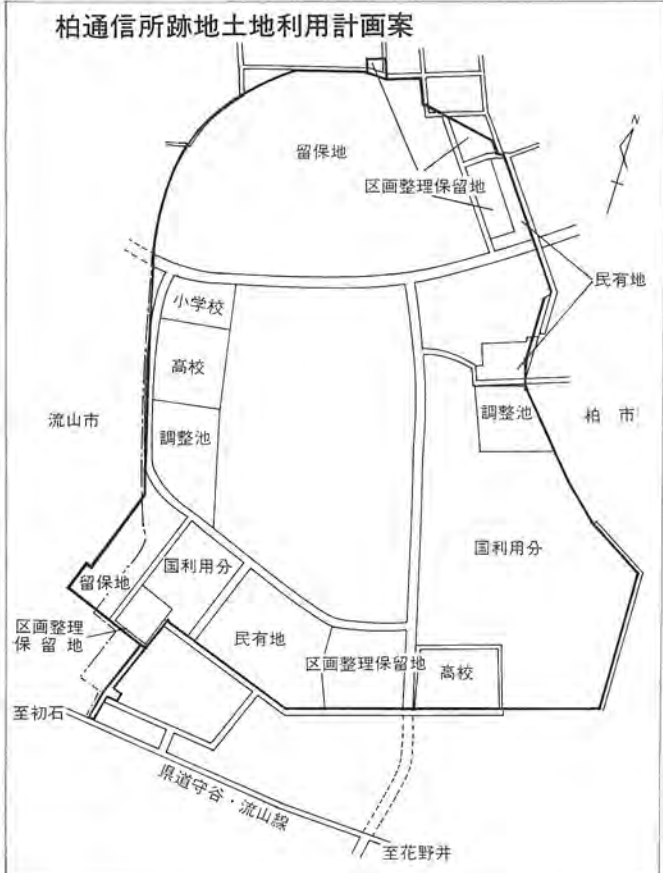 柏通信所跡地土地利用計画案
N
留保地
区画整理保留地
民有地
小学校
高校
流山市
調整池
調整池
柏市
国利用分
国利用分
留保地
区画整理
保留地
民有地
区画整理保留地
高校
至初石
県道守谷・流山線
至花野井